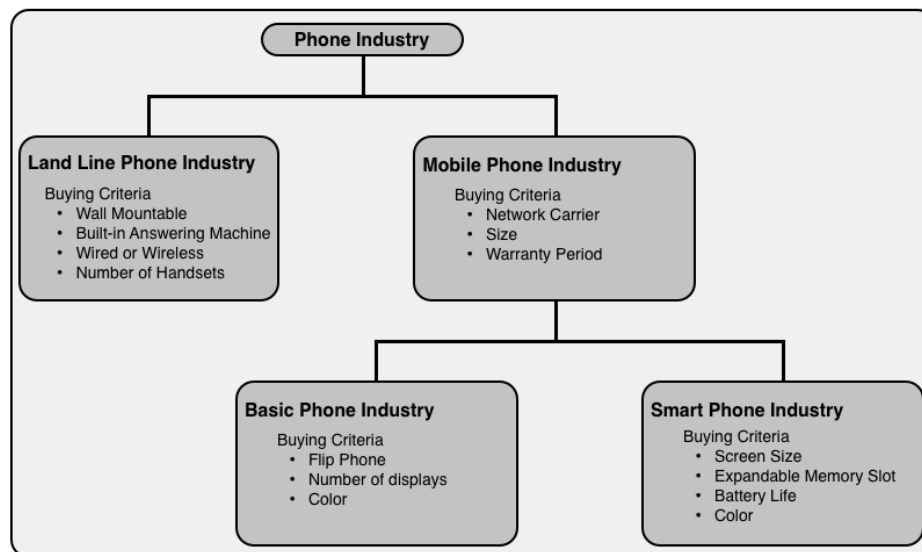 Phone Industry
Land Line Phone Industry
Buying Criteria
• Wall Mountable
• Built-in Answering Machine
• Wired or Wireless
• Number of Handsets
Mobile Phone Industry
Buying Criteria
• Network Carrier
• Size
• Warranty Period
Basic Phone Industry
Buying Criteria
• Flip Phone
• Number of displays
• Color
Smart Phone Industry
Buying Criteria
• Screen Size
• Expandable Memory Slot
• Battery Life
• Color